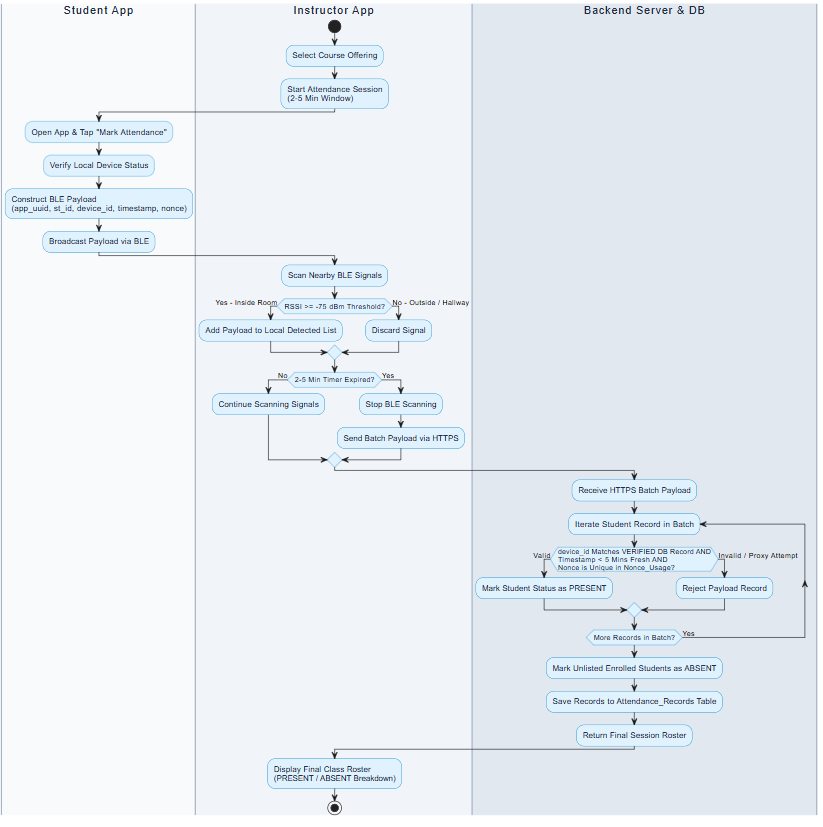 Student App
Instructor App
Backend Server & DB
Select Course Offering
Start Attendance Session
(2-5 Min Window)
Open App & Tap "Mark Attendance"
Verify Local Device Status
Construct BLE Payload
(app_uuid, st_id, device_id, timestamp, nonce)
Broadcast Payload via BLE
Scan Nearby BLE Signals
Yes - Inside Room
RSSI >= -75 dBm Threshold?
No - Outside / Hallway
Add Payload to Local Detected List
Discard Signal
No
2-5 Min Timer Expired?
Yes
Continue Scanning Signals
Stop BLE Scanning
Send Batch Payload via HTTPS
Receive HTTPS Batch Payload
Iterate Student Record in Batch
Valid
device_id Matches VERIFIED DB Record AND
Timestamp < 5 Mins Fresh AND
Nonce is Unique in Nonce_Usage?
Invalid / Proxy Attempt
Mark Student Status as PRESENT
Reject Payload Record
More Records in Batch?
Yes
Mark Unlisted Enrolled Students as ABSENT
Save Records to Attendance_Records Table
Return Final Session Roster
Display Final Class Roster
(PRESENT / ABSENT Breakdown)